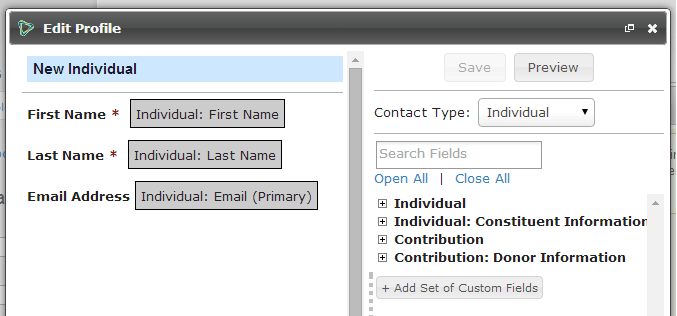 Edit Profile
New Individual
First Name * Individual: First Name
Last Name * Individual: Last Name
Email Address Individual: Email (Primary)
Save Preview
Contact Type: Individual
Search Fields
Open All | Close All
Individual
Individual: Constituent Information
Contribution
Contribution: Donor Information
+ Add Set of Custom Fields